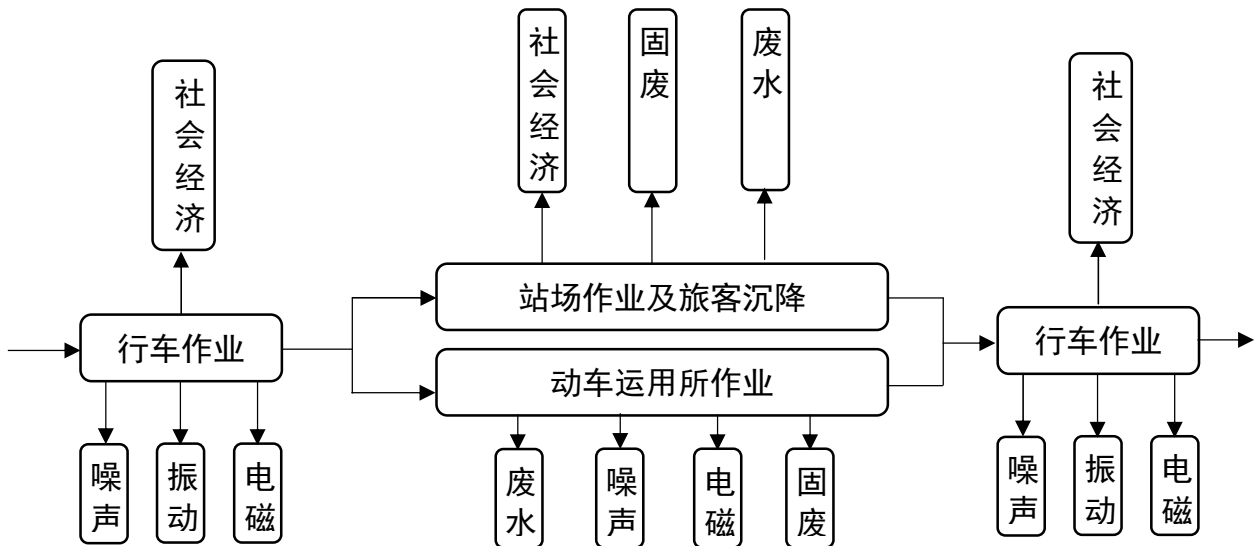 社会经济
固废
废水
社会经济
社会经济
站场作业及旅客沉降
行车作业
行车作业
动车运用所作业
噪声
振动
电磁
废水
噪声
电磁
固废
噪声
振动
电磁